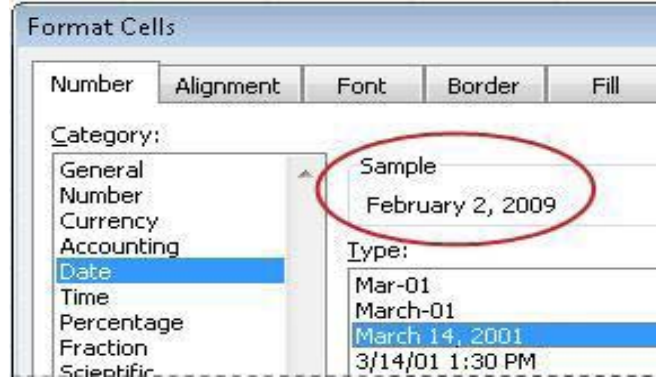 Format Cells
Number Alignment Font Border Fill
Category:
General
Number
Currency
Accounting
Date
Time
Percentage
Fraction
Scientific
Sample
February 2, 2009
Type:
Mar-01
March-01
March 14, 2001
3/14/01 1:30 PM